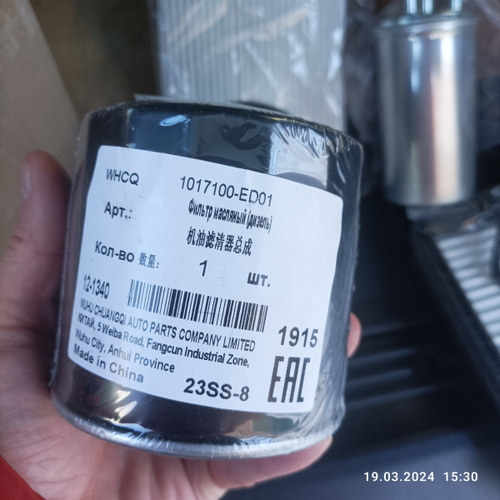 WHCQ 1017100-ED01
Арт.: Фильтр масляный (дизель)
机油滤清器总成
Кол-во 数量: 1 шт.
12-1340
WUHU CHUANGQI AUTO PARTS COMPANY LIMITED
КИТАЙ, 5 Weiba Road, Fangcun Industrial Zone,
Wuhu City, Anhui Province
Made in China
1915
23SS-8
EAC
19.03.2024 15:30